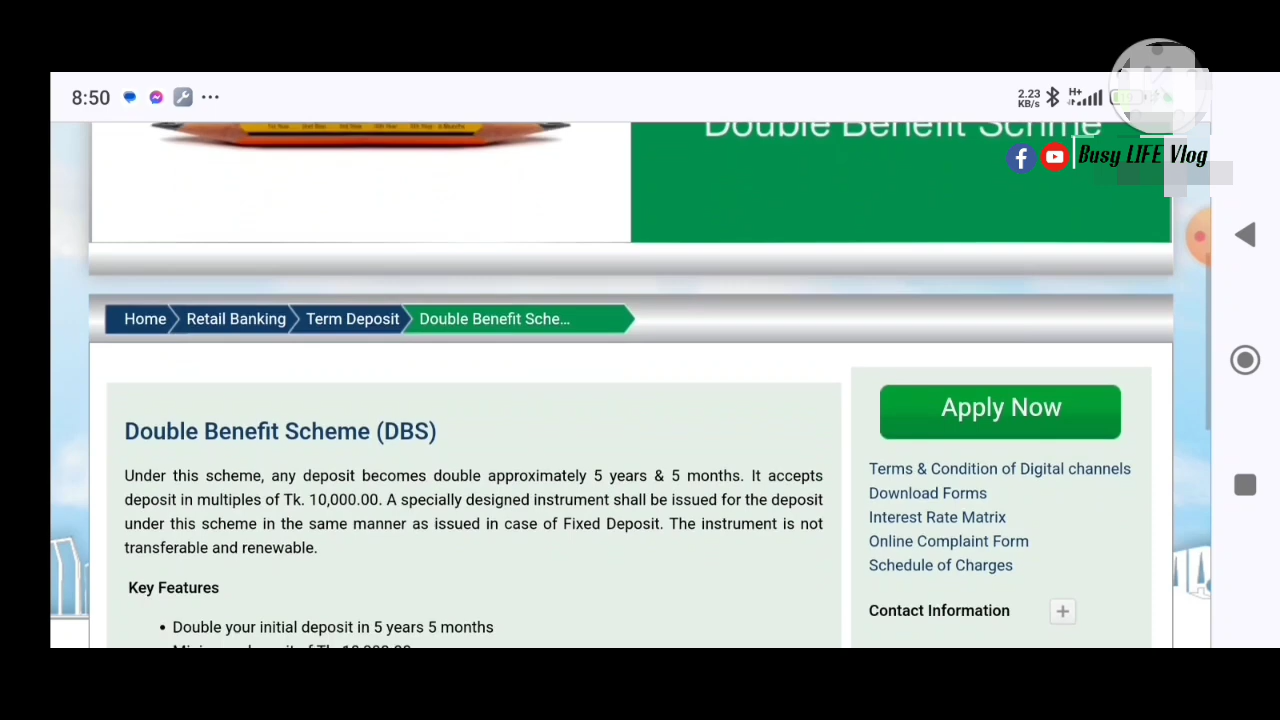 8:50
2.23
KB/s
H+
Double Benefit Schme
Busy LIFE Vlog
Home
Retail Banking
Term Deposit
Double Benefit Sche...
Apply Now
Double Benefit Scheme (DBS)
Under this scheme, any deposit becomes double approximately 5 years & 5 months. It accepts
deposit in multiples of Tk. 10,000.00. A specially designed instrument shall be issued for the deposit
under this scheme in the same manner as issued in case of Fixed Deposit. The instrument is not
transferable and renewable.
Key Features
• Double your initial deposit in 5 years 5 months
Terms & Condition of Digital channels
Download Forms
Interest Rate Matrix
Online Complaint Form
Schedule of Charges
Contact Information